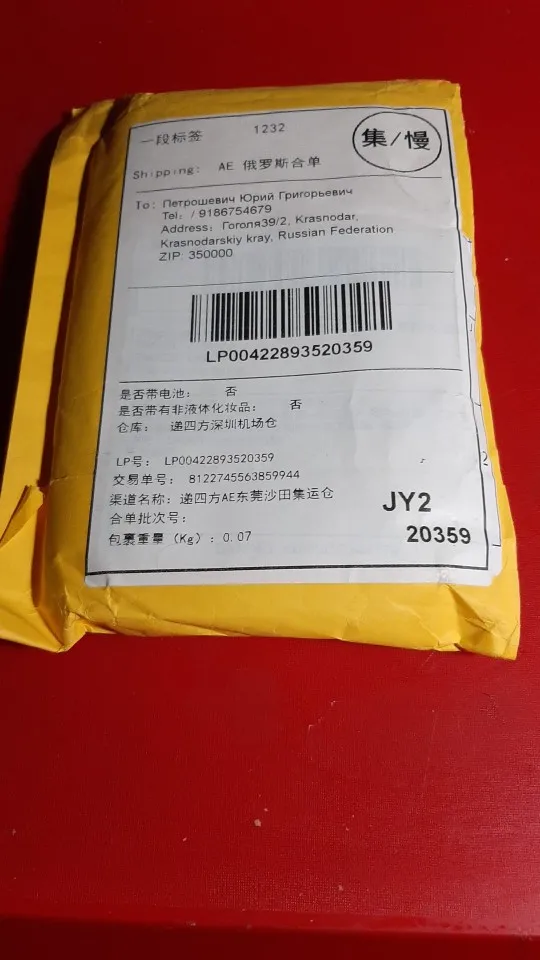 一段标签 1232
集/慢
Shipping: AE 俄罗斯合单
To: Петрошевич Юрий Григорьевич
Tel: / 9186754679
Address: Гоголя39/2, Krasnodar,
Krasnodarskiy kray, Russian Federation
ZIP: 350000
LP00422893520359
是否带电池: 否
是否带有非液体化妆品: 否
仓库: 递四方深圳机场仓
LP号: LP00422893520359
交易单号: 8122745563859944
渠道名称: 递四方AE东莞沙田集运仓
合单批次号:
包裹重量 (Kg): 0.07
JY2
20359